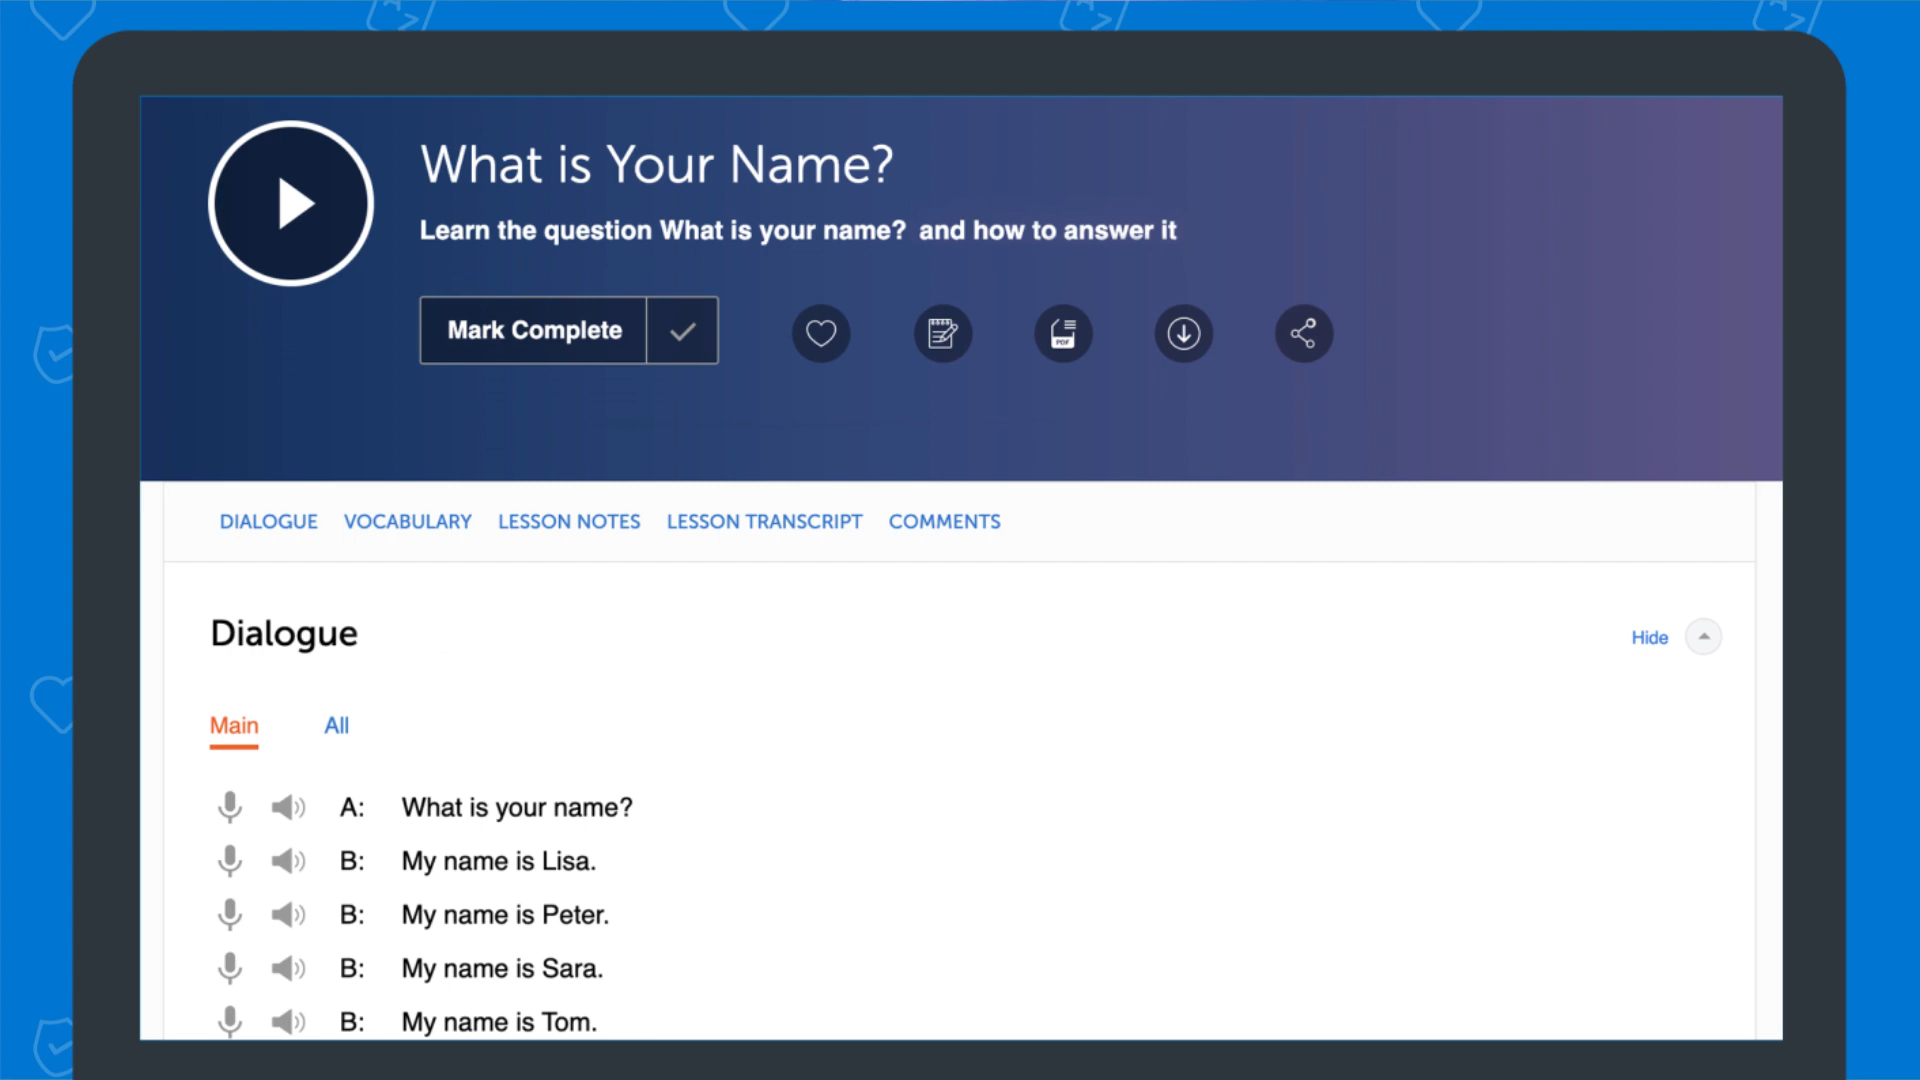 What is Your Name?
Learn the question What is your name? and how to answer it
Mark Complete
PDF
DIALOGUE VOCABULARY LESSON NOTES LESSON TRANSCRIPT COMMENTS
Dialogue
Hide
Main All
A: What is your name?
B: My name is Lisa.
B: My name is Peter.
B: My name is Sara.
B: My name is Tom.